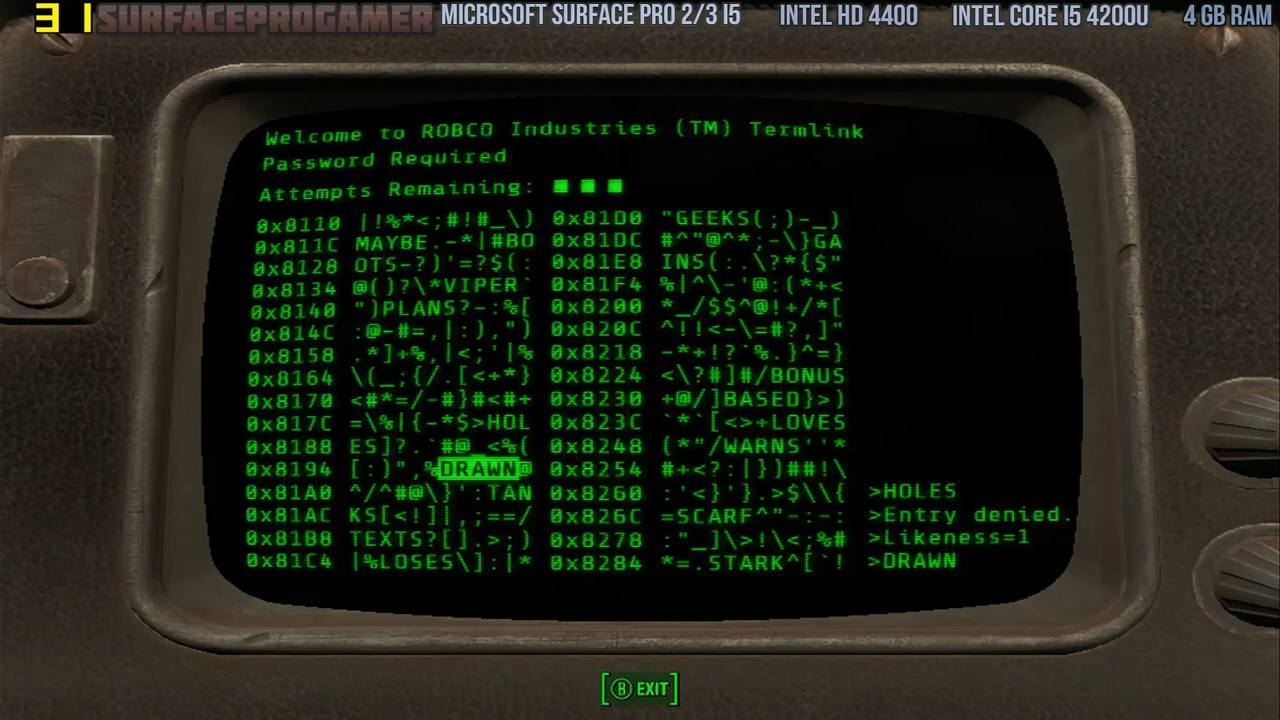 31 SURFACEPROGAMER MICROSOFT SURFACE PRO 2/3 I5 INTEL HD 4400 INTEL CORE I5 4200U 4 GB RAM
Welcome to ROBCO Industries (TM) Termlink
Password Required
Attempts Remaining: ■ ■ ■
0x8110 |!%*<;#!#_\) 0x81D0 "GEEKS(;)-_)
0x811C MAYBE.-*|#BO 0x81DC #^"@^*;-\}GA
0x8128 OTS-?)'=?$(: 0x81E8 INS(:.\?*{$"
0x8134 @()?\*VIPER` 0x81F4 %|^\-'@:(*+<
0x8140 ")PLANS?-:%[ 0x8200 *_/$$^@!+/*[
0x814C :@-#=,|:),") 0x820C ^!!<-\=#?,]"
0x8158 .*]+%,|<;'|% 0x8218 -*+!?`%.}^=}
0x8164 \(_;{/.[<+*} 0x8224 <\?#]#/BONUS
0x8170 <#*=/-#}#<#+ 0x8230 +@/]BASED}>)
0x817C =\%|{-*$>HOL 0x823C `*`[<>+LOVES
0x8188 ES]?.`#@_<%( 0x8248 (*"/WARNS''*
0x8194 [:)",%DRAWN@ 0x8254 #+<?:|})##!\
0x81A0 ^/^#@\}':TAN 0x8260 :'<}'}.>$\\{ >HOLES
0x81AC KS[<!]|,;==/ 0x826C =SCARF^"-:-: >Entry denied.
0x81B8 TEXTS?[].>;) 0x8278 :"_]\>!\<;%# >Likeness=1
0x81C4 |%LOSES\]:|* 0x8284 *=.STARK^[`! >DRAWN
[B EXIT]